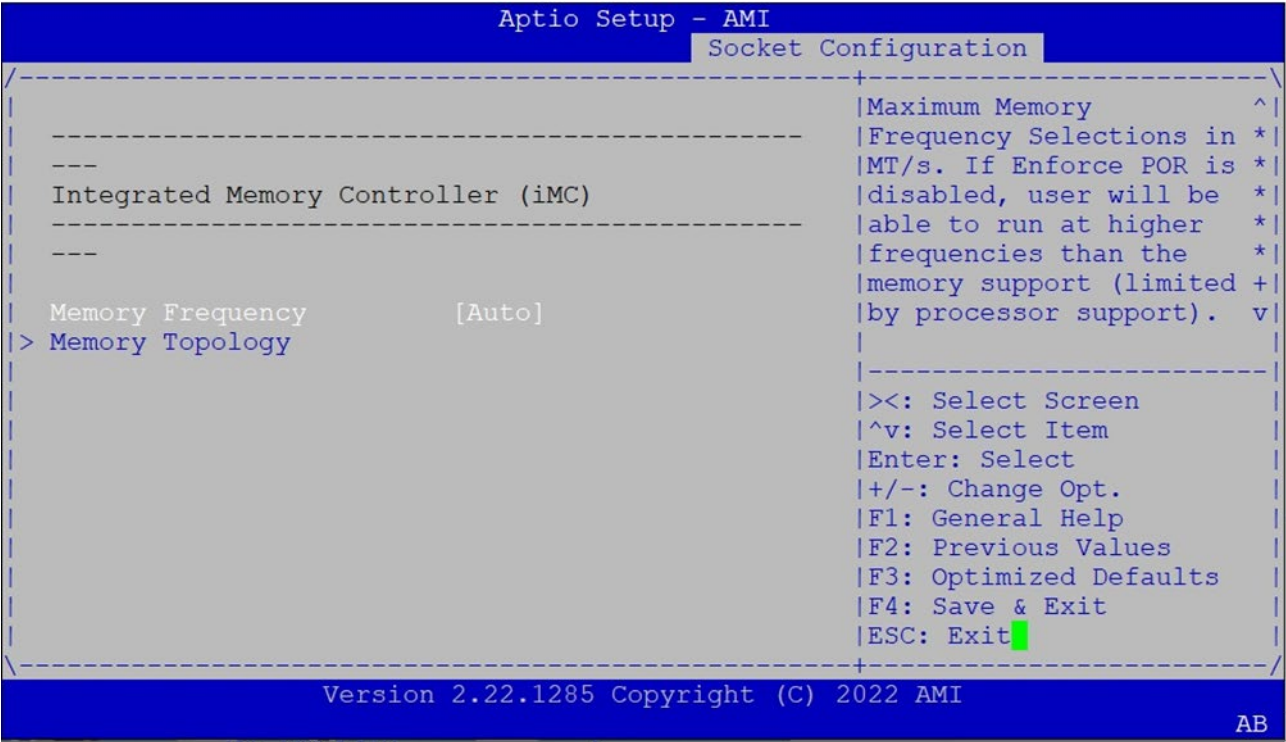 Aptio Setup - AMI
Socket Configuration
/----------------------------------------------------+-------------------------\
|Maximum Memory ^|
-------------------------------------------------- |Frequency Selections in *|
--- |MT/s. If Enforce POR is *|
Integrated Memory Controller (iMC) |disabled, user will be *|
-------------------------------------------------- |able to run at higher *|
--- |frequencies than the *|
|memory support (limited +|
Memory Frequency [Auto] |by processor support). v|
|> Memory Topology
|-------------------------|
|><: Select Screen
|^v: Select Item
|Enter: Select
|+/-: Change Opt.
|F1: General Help
|F2: Previous Values
|F3: Optimized Defaults
|F4: Save & Exit
|ESC: Exit
\----------------------------------------------------+-------------------------/
Version 2.22.1285 Copyright (C) 2022 AMI
AB